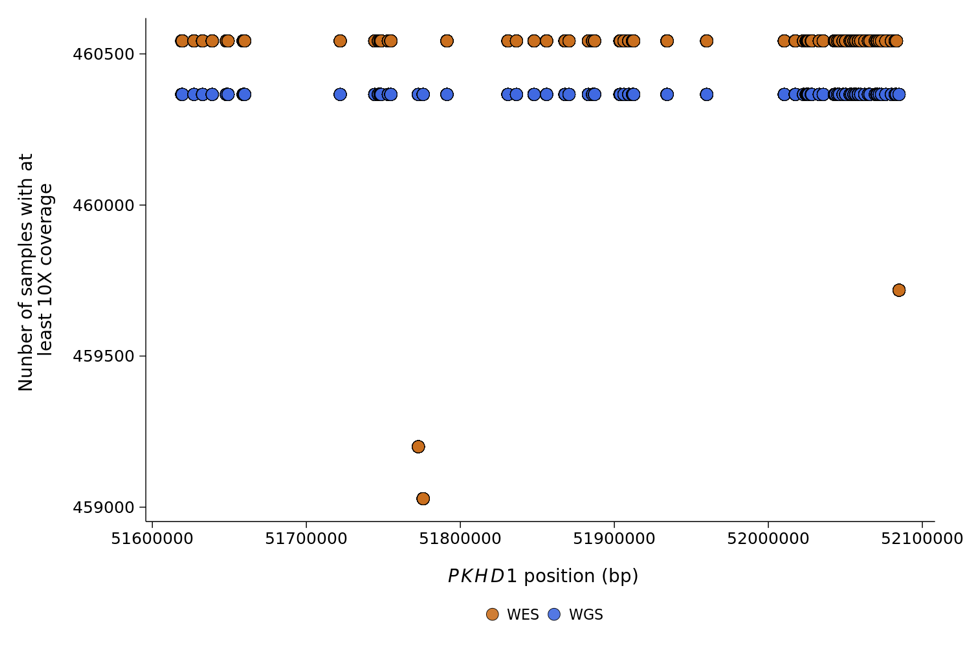 460500
460000
459500
459000
Nunber of samples with at
least 10X coverage
51600000 51700000 51800000 51900000 52000000 52100000
PKHD1 position (bp)
WES WGS